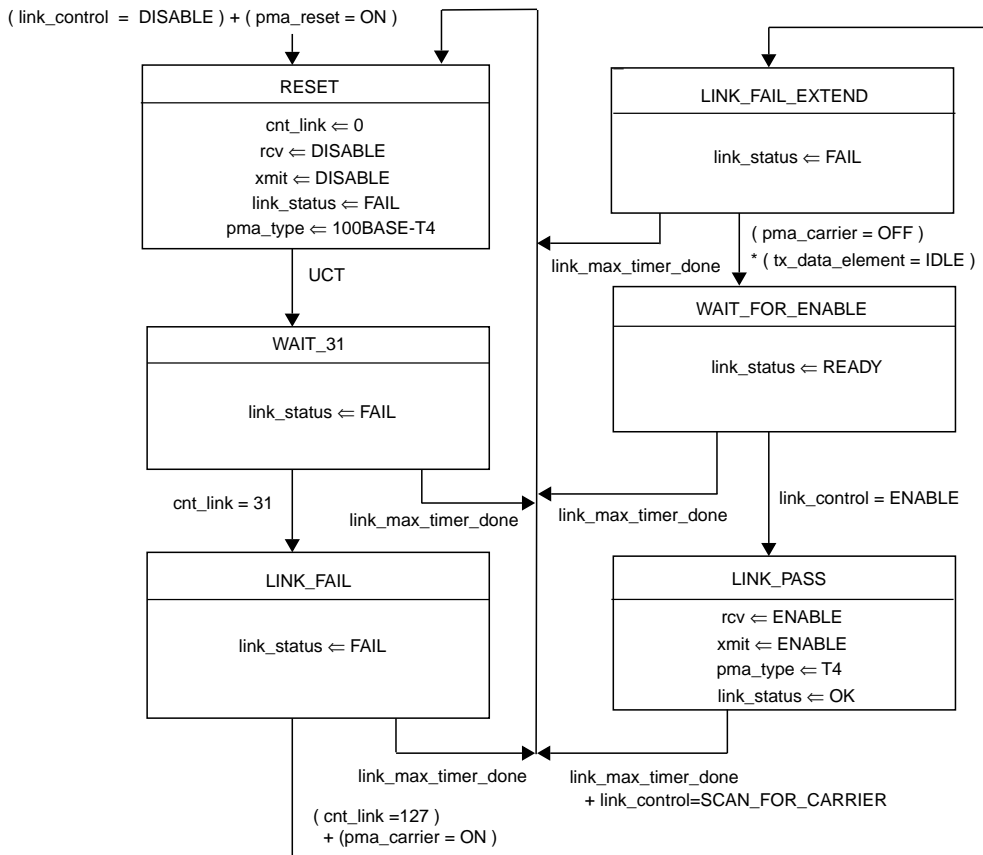 ( link_control = DISABLE ) + ( pma_reset = ON )
RESET
cnt_link ⇐ 0
rcv ⇐ DISABLE
xmit ⇐ DISABLE
link_status ⇐ FAIL
pma_type ⇐ 100BASE-T4
UCT
WAIT_31
link_status ⇐ FAIL
cnt_link = 31
link_max_timer_done
LINK_FAIL
link_status ⇐ FAIL
link_max_timer_done
( cnt_link =127 )
+ (pma_carrier = ON )
LINK_FAIL_EXTEND
link_status ⇐ FAIL
link_max_timer_done
( pma_carrier = OFF )
* ( tx_data_element = IDLE )
WAIT_FOR_ENABLE
link_status ⇐ READY
link_max_timer_done
link_control = ENABLE
LINK_PASS
rcv ⇐ ENABLE
xmit ⇐ ENABLE
pma_type ⇐ T4
link_status ⇐ OK
link_max_timer_done
+ link_control=SCAN_FOR_CARRIER